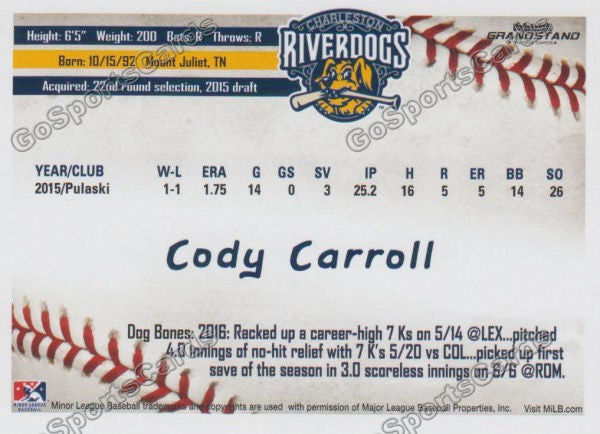 Height: 6'5" Weight: 200 Bats: Throws: R
Born: 10/15/92 Mount Juliet, TN
Acquired: 22nd round selection, 2015 draft
CHARLESTON
RIVERDOGS
GRANDSTAND
YEAR/CLUB W-L ERA G GS SV IP H R ER BB SO
2015/Pulaski 1-1 1.75 14 0 3 25.2 16 5 5 14 26
Cody Carroll
Dog Bones: 2016: Racked up a career-high 7 Ks on 5/14 @LEX...pitched
4.0 innings of no-hit relief with 7 K's 5/20 vs COL...picked up first
save of the season in 3.0 scoreless innings on 6/6 @ROM.
MINOR LEAGUE
BASEBALL
Minor League Baseball trademarks and copyrights are used with permission of Major League Baseball Properties, Inc. Visit MiLB.com
GoSportsCards